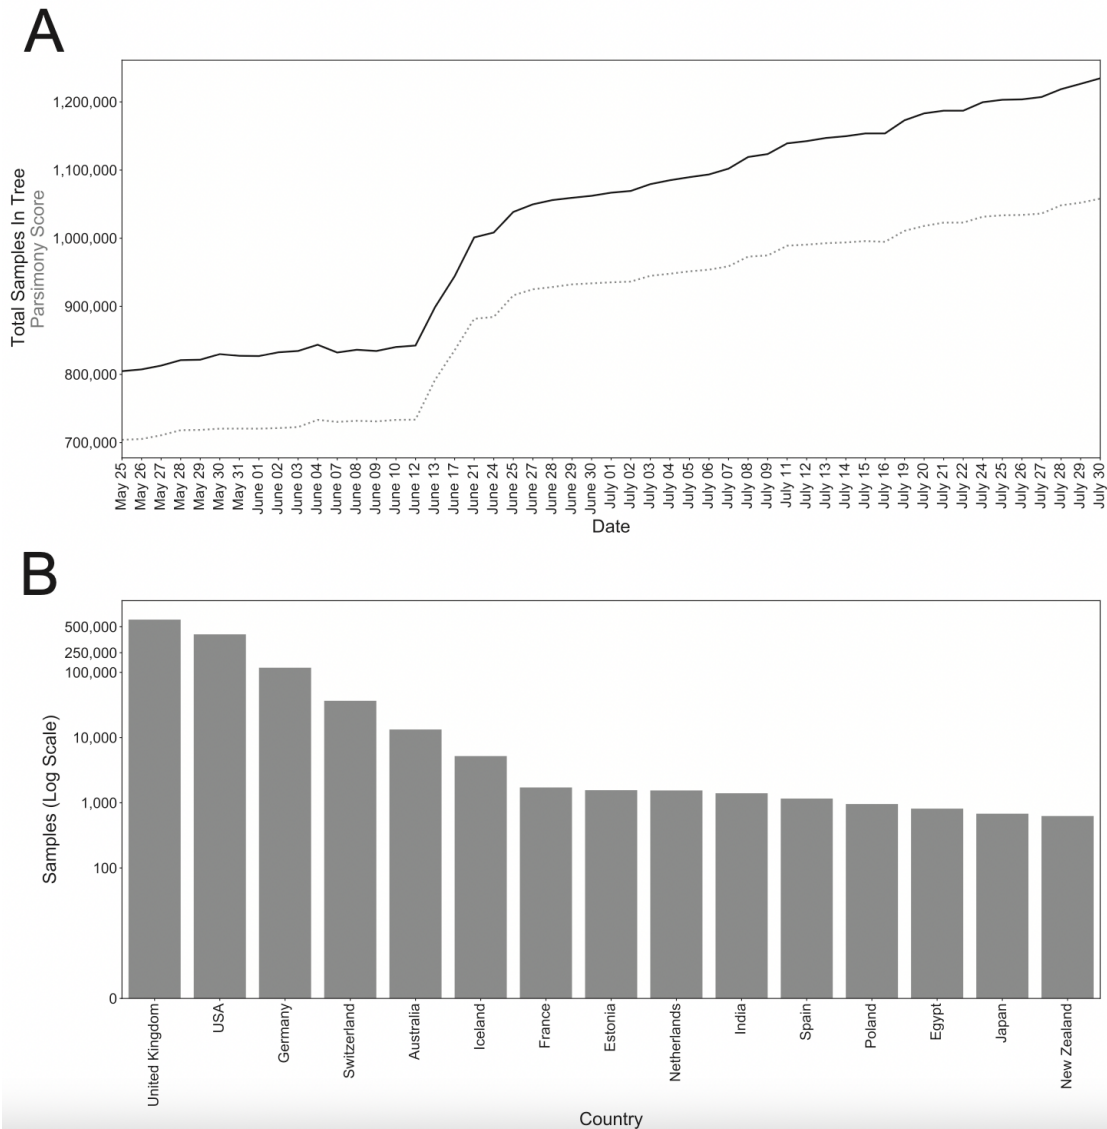 A
1,200,000
1,100,000
1,000,000
900,000
800,000
700,000
Total Samples In Tree
Parsimony Score
May 25
May 26
May 27
May 28
May 29
May 30
May 31
June 01
June 02
June 03
June 04
June 07
June 08
June 09
June 10
June 12
June 13
June 17
June 21
June 24
June 25
June 27
June 28
June 29
June 30
July 01
July 02
July 03
July 04
July 05
July 06
July 07
July 08
July 09
July 11
July 12
July 13
July 14
July 15
July 16
July 19
July 20
July 21
July 22
July 24
July 25
July 26
July 27
July 28
July 29
July 30
Date
B
500,000
250,000
100,000
10,000
1,000
100
0
Samples (Log Scale)
United Kingdom
USA
Germany
Switzerland
Australia
Iceland
France
Estonia
Netherlands
India
Spain
Poland
Egypt
Japan
New Zealand
Country